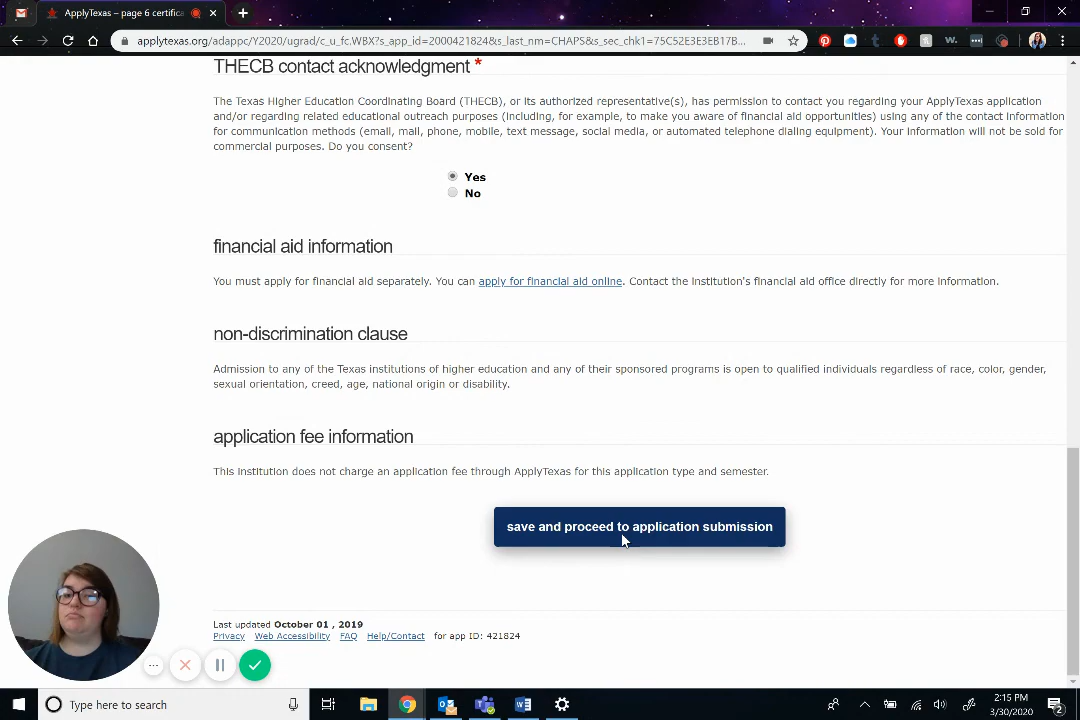 ApplyTexas – page 6 certifica
applytexas.org/adappc/Y2020/ugrad/c_u_fc.WBX?s_app_id=2000421824&s_last_nm=CHAPS&s_sec_chk1=75C52E3E3EB17B...
THECB contact acknowledgment *
The Texas Higher Education Coordinating Board (THECB), or its authorized representative(s), has permission to contact you regarding your ApplyTexas application
and/or regarding related educational outreach purposes (including, for example, to make you aware of financial aid opportunities) using any of the contact information
for communication methods (email, mail, phone, mobile, text message, social media, or automated telephone dialing equipment). Your information will not be sold for
commercial purposes. Do you consent?
Yes
No
financial aid information
You must apply for financial aid separately. You can apply for financial aid online. Contact the institution's financial aid office directly for more information.
non-discrimination clause
Admission to any of the Texas institutions of higher education and any of their sponsored programs is open to qualified individuals regardless of race, color, gender,
sexual orientation, creed, age, national origin or disability.
application fee information
This institution does not charge an application fee through ApplyTexas for this application type and semester.
save and proceed to application submission
Last updated October 01 , 2019
Privacy Web Accessibility FAQ Help/Contact for app ID: 421824
Type here to search
2:15 PM
3/30/2020
2